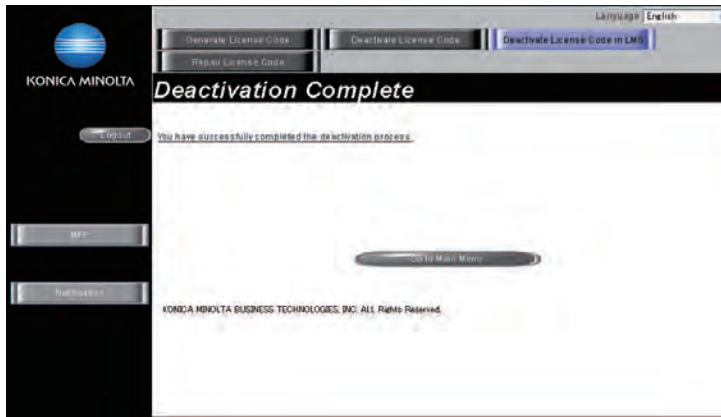 Language English
Generate License Code
Deactivate License Code
Deactivate License Code in LMS
Repair License Code
KONICA MINOLTA
Deactivation Complete
Logout
You have successfully completed the deactivation process.
MFP
Go to Main Menu
KONICA MINOLTA BUSINESS TECHNOLOGIES, INC. ALL Rights Reserved.